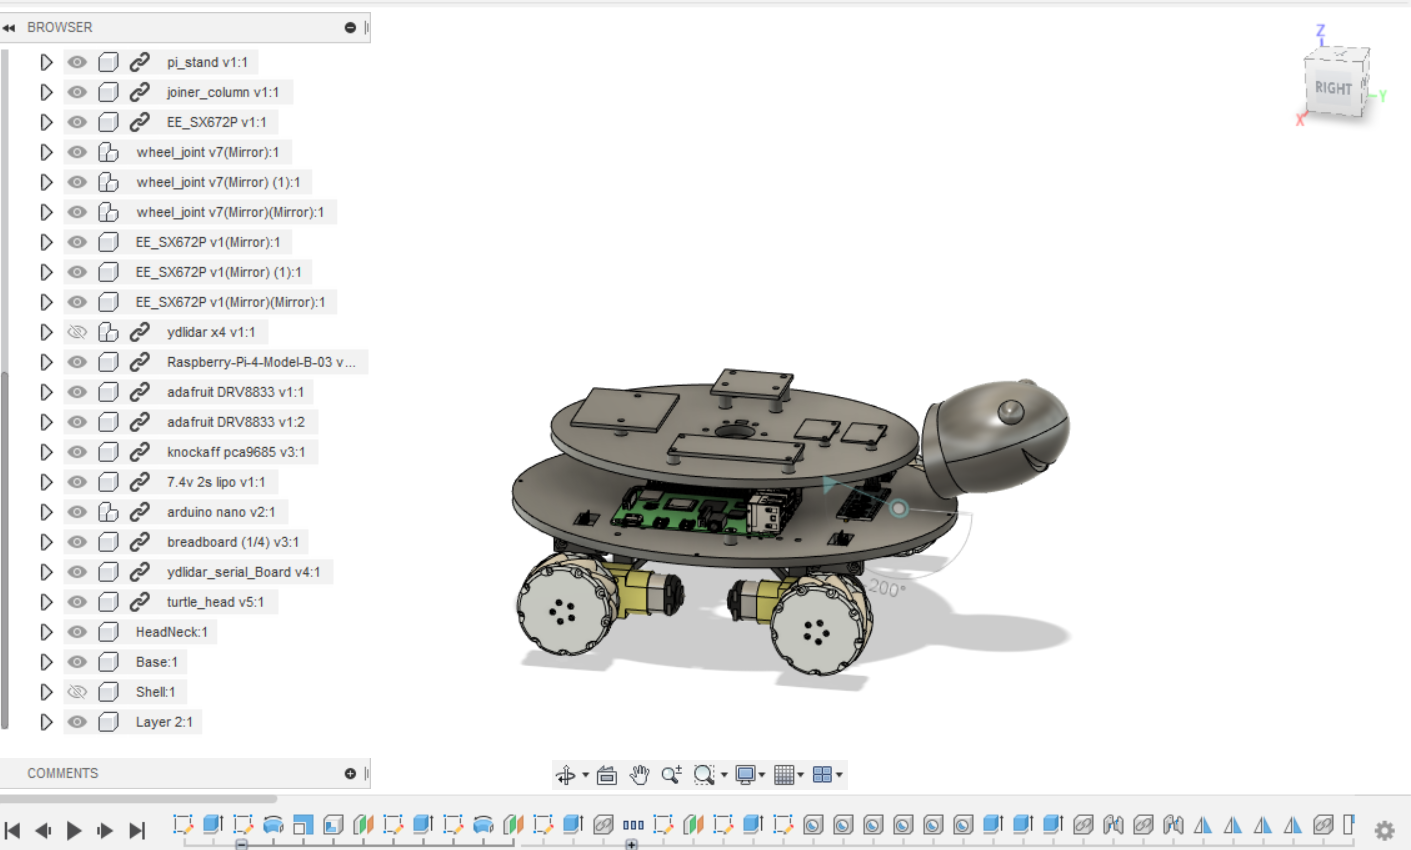 BROWSER
pi_stand v1:1
joiner_column v1:1
EE_SX672P v1:1
wheel_joint v7(Mirror):1
wheel_joint v7(Mirror) (1):1
wheel_joint v7(Mirror)(Mirror):1
EE_SX672P v1(Mirror):1
EE_SX672P v1(Mirror) (1):1
EE_SX672P v1(Mirror)(Mirror):1
ydlidar x4 v1:1
Raspberry-Pi-4-Model-B-03 v...
adafruit DRV8833 v1:1
adafruit DRV8833 v1:2
knockaff pca9685 v3:1
7.4v 2s lipo v1:1
arduino nano v2:1
breadboard (1/4) v3:1
ydlidar_serial_Board v4:1
turtle_head v5:1
HeadNeck:1
Base:1
Shell:1
Layer 2:1
COMMENTS
Z
RIGHT
Y
X
200°